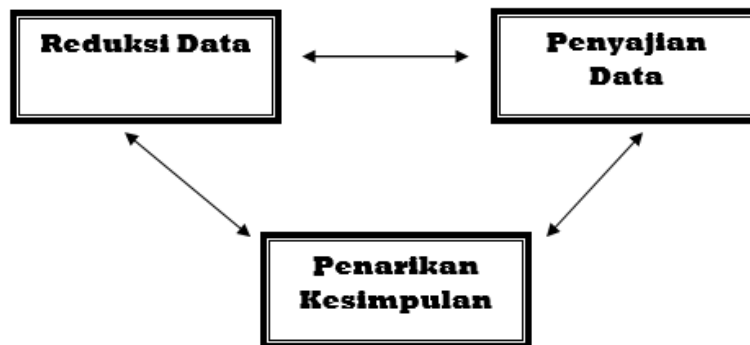 Reduksi Data
Penyajian
Data
Penarikan
Kesimpulan